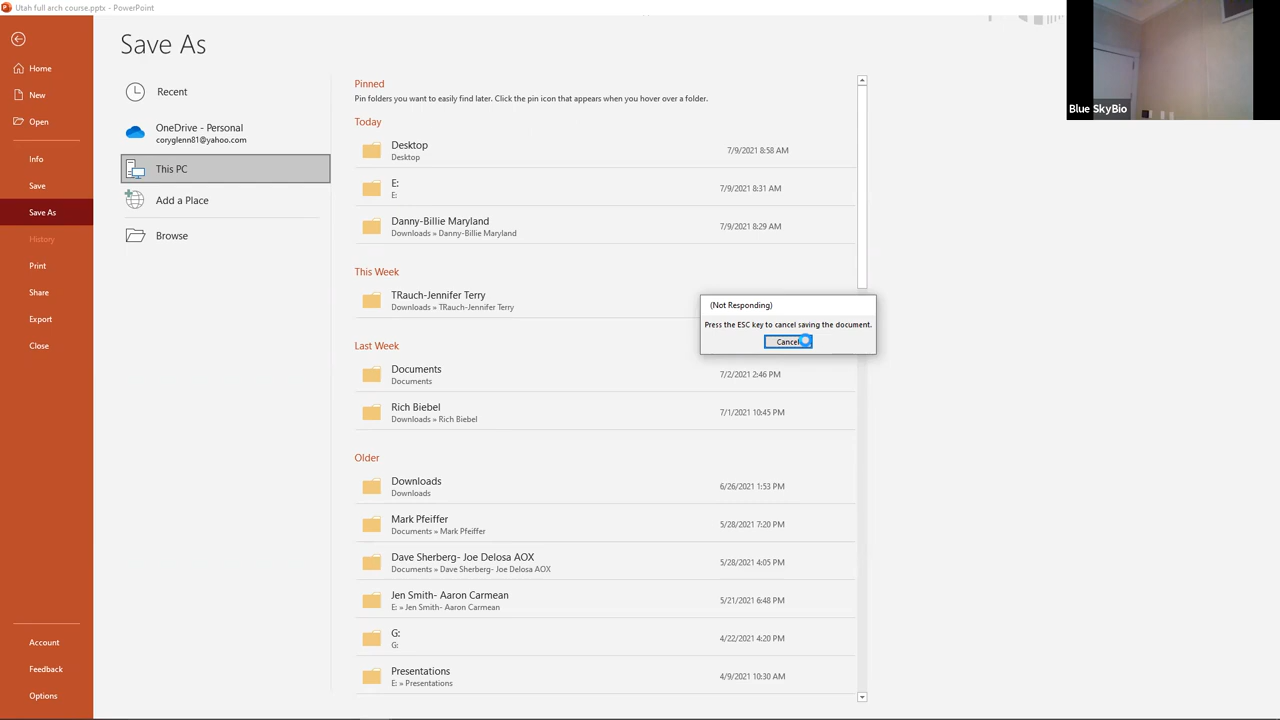 Utah full arch course.pptx - PowerPoint
Save As
Home
New
Open
Info
Save
Save As
History
Print
Share
Export
Close
Account
Feedback
Options
Recent
OneDrive - Personal
coryglenn81@yahoo.com
This PC
Add a Place
Browse
Pinned
Pin folders you want to easily find later. Click the pin icon that appears when you hover over a folder.
Today
Desktop
Desktop
7/9/2021 8:58 AM
E:
E:
7/9/2021 8:31 AM
Danny-Billie Maryland
Downloads » Danny-Billie Maryland
7/9/2021 8:29 AM
This Week
TRauch-Jennifer Terry
Downloads » TRauch-Jennifer Terry
Last Week
Documents
Documents
7/2/2021 2:46 PM
Rich Biebel
Downloads » Rich Biebel
7/1/2021 10:45 PM
Older
Downloads
Downloads
6/26/2021 1:53 PM
Mark Pfeiffer
Documents » Mark Pfeiffer
5/28/2021 7:20 PM
Dave Sherberg- Joe Delosa AOX
Documents » Dave Sherberg- Joe Delosa AOX
5/28/2021 4:05 PM
Jen Smith- Aaron Carmean
E: » Jen Smith- Aaron Carmean
5/21/2021 6:48 PM
G:
G:
4/22/2021 4:20 PM
Presentations
E: » Presentations
4/9/2021 10:30 AM
(Not Responding)
Press the ESC key to cancel saving the document.
Cancel
Blue SkyBio